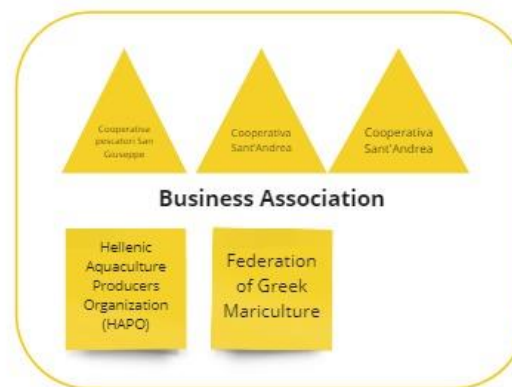 Cooperativa
pescatori San
Giuseppe
Cooperativa
Sant'Andrea
Cooperativa
Sant'Andrea
Business Association
Hellenic
Aquaculture
Producers
Organization
(HAPO)
Federation
of Greek
Mariculture